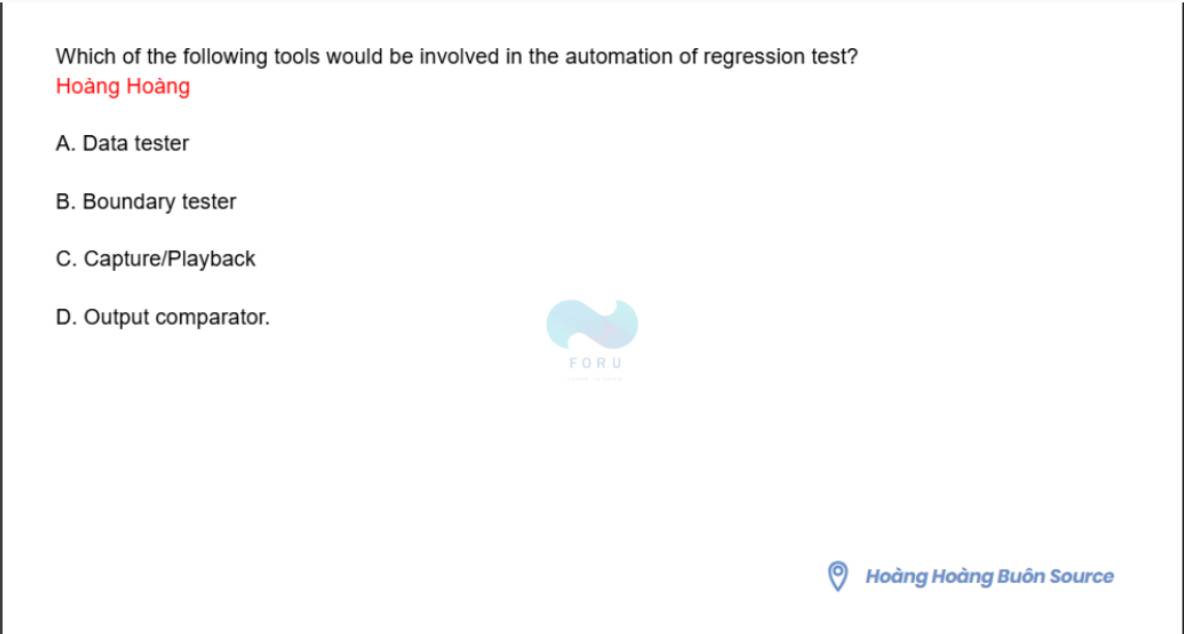 Which of the following tools would be involved in the automation of regression test?
Hoàng Hoàng
A. Data tester
B. Boundary tester
C. Capture/Playback
D. Output comparator.
FORU
Hoàng Hoàng Buôn Source